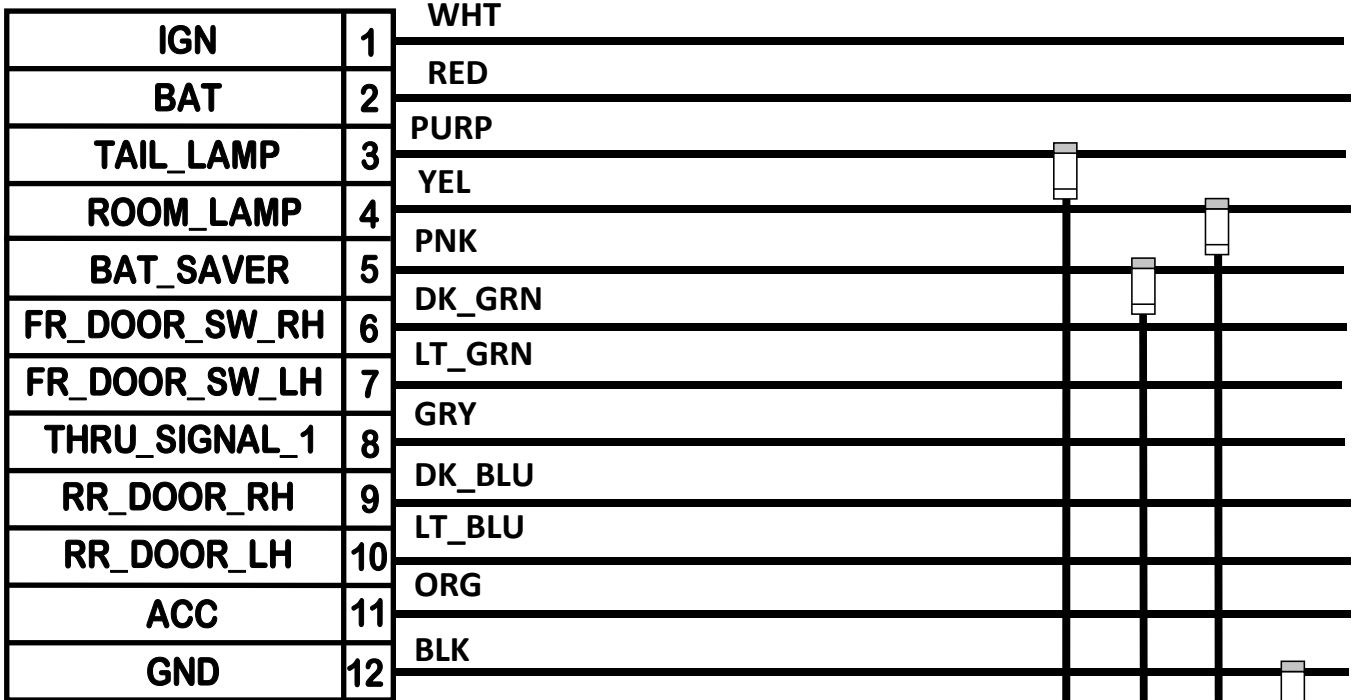 WHT
IGN 1
RED
BAT 2
PURP
TAIL_LAMP 3
YEL
ROOM_LAMP 4
PNK
BAT_SAVER 5
DK_GRN
FR_DOOR_SW_RH 6
LT_GRN
FR_DOOR_SW_LH 7
GRY
THRU_SIGNAL_1 8
DK_BLU
RR_DOOR_RH 9
LT_BLU
RR_DOOR_LH 10
ORG
ACC 11
BLK
GND 12